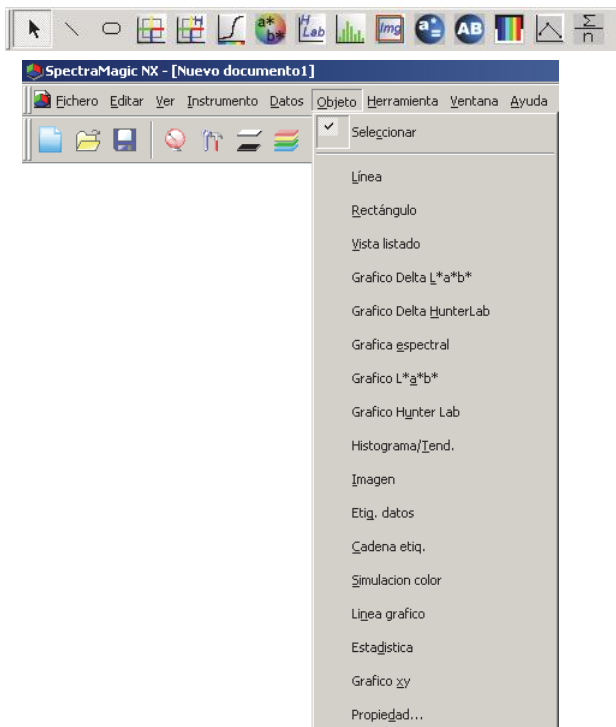 H
a*
b*
H
Lab
Img
a=
AB
Σ
n
SpectraMagic NX - [Nuevo documento1]
Fichero Editar Ver Instrumento Datos Objeto Herramienta Ventana Ayuda
Seleccionar
Línea
Rectángulo
Vista listado
Grafico Delta L*a*b*
Grafico Delta HunterLab
Grafica espectral
Grafico L*a*b*
Grafico Hunter Lab
Histograma/Tend.
Imagen
Etiq. datos
Cadena etiq.
Simulacion color
Linea grafico
Estadistica
Grafico xy
Propiedad...